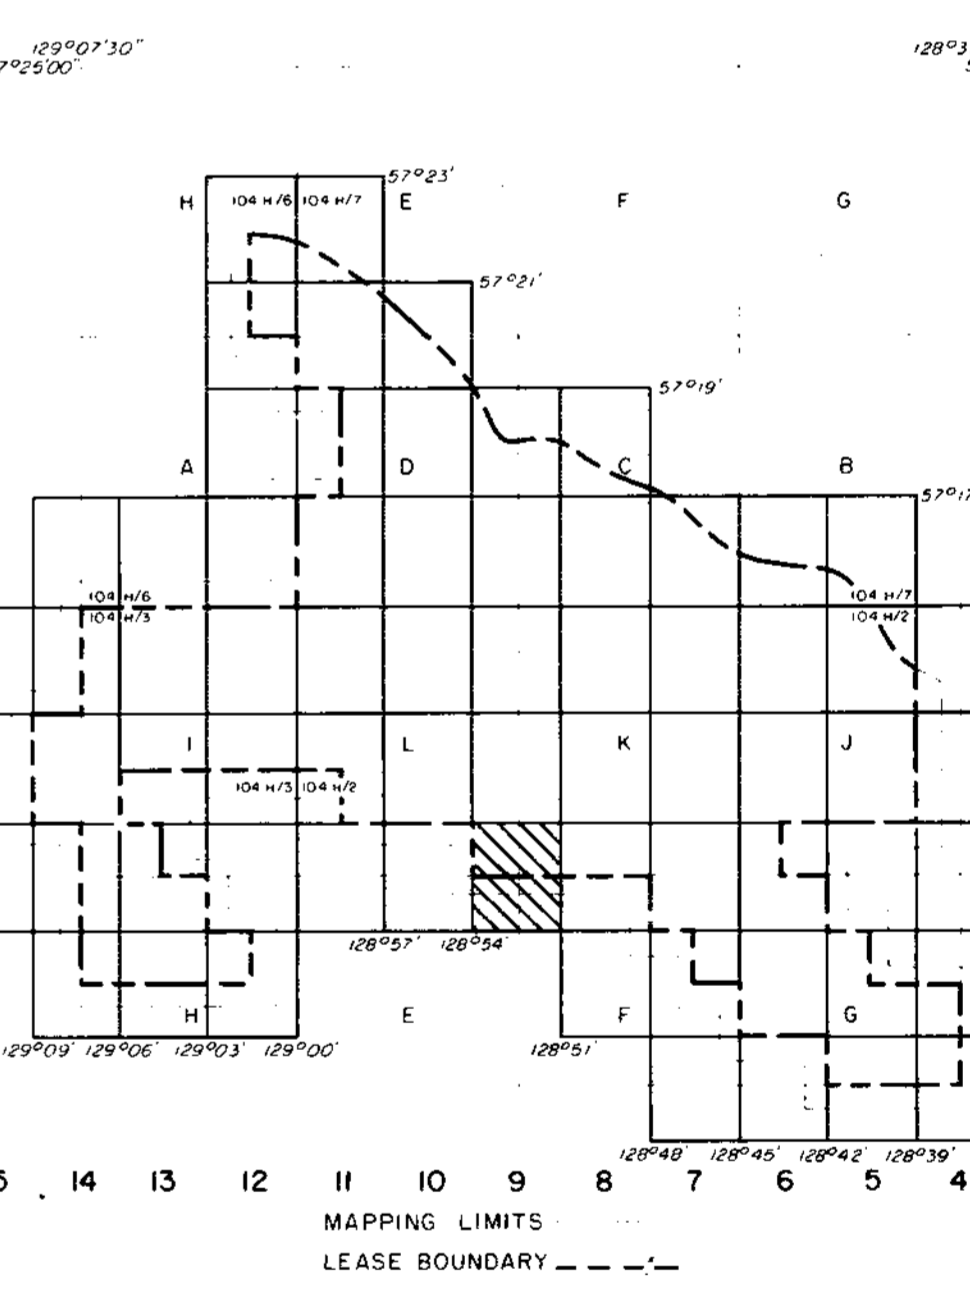 129°07'30" 128°3
7°25'00"
57°23'
H 104 H/6 104 H/7 E F G
57°21'
57°19'
A D C B
57°17
104 H/6 104 H/7
104 H/3 104 H/2
I L K J
104 H/3 104 H/2
128°57' 128°54'
H E F G
129°09' 129°06' 129°03' 129°00' 128°51'
128°48' 128°45' 128°42' 128°39'
14 13 12 11 10 9 8 7 6 5 4
MAPPING LIMITS
LEASE BOUNDARY